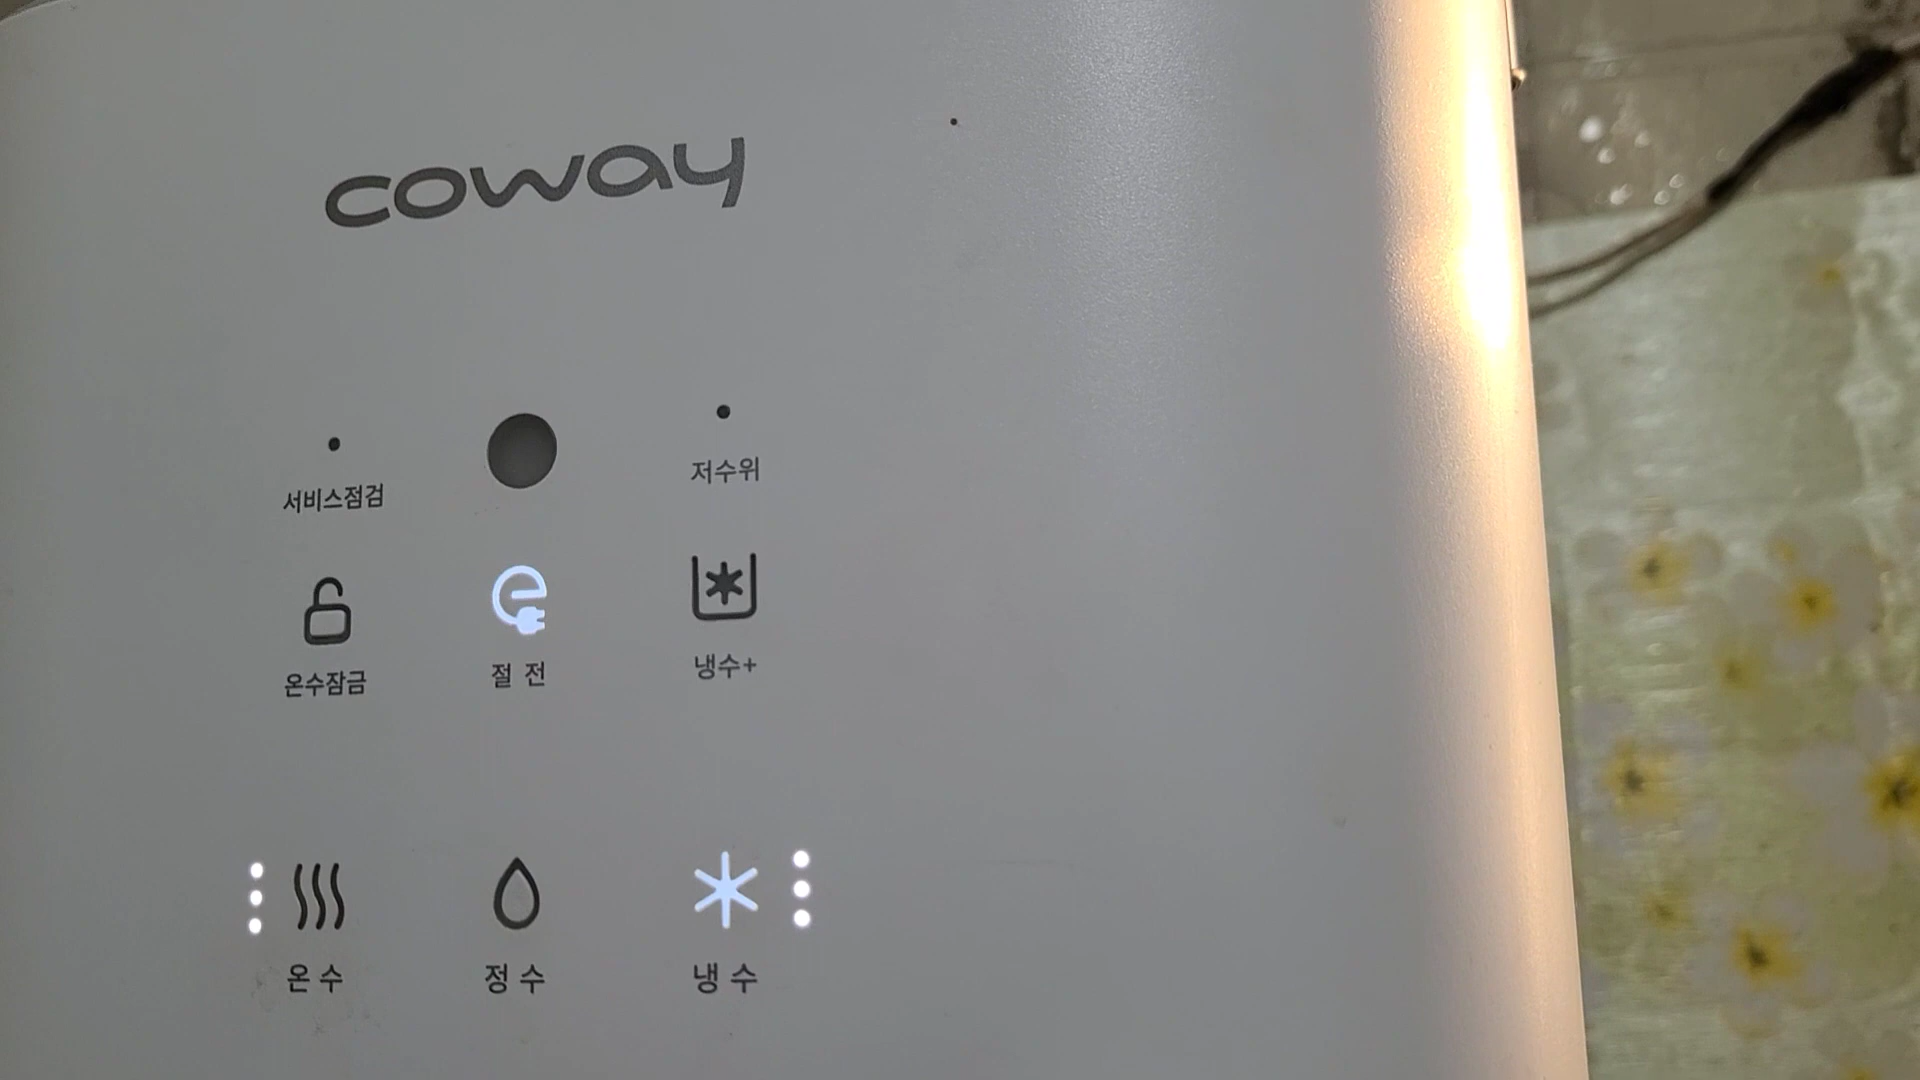 coway
서비스점검
저수위
온수잠금
절 전
냉수+
온 수
정 수
냉 수